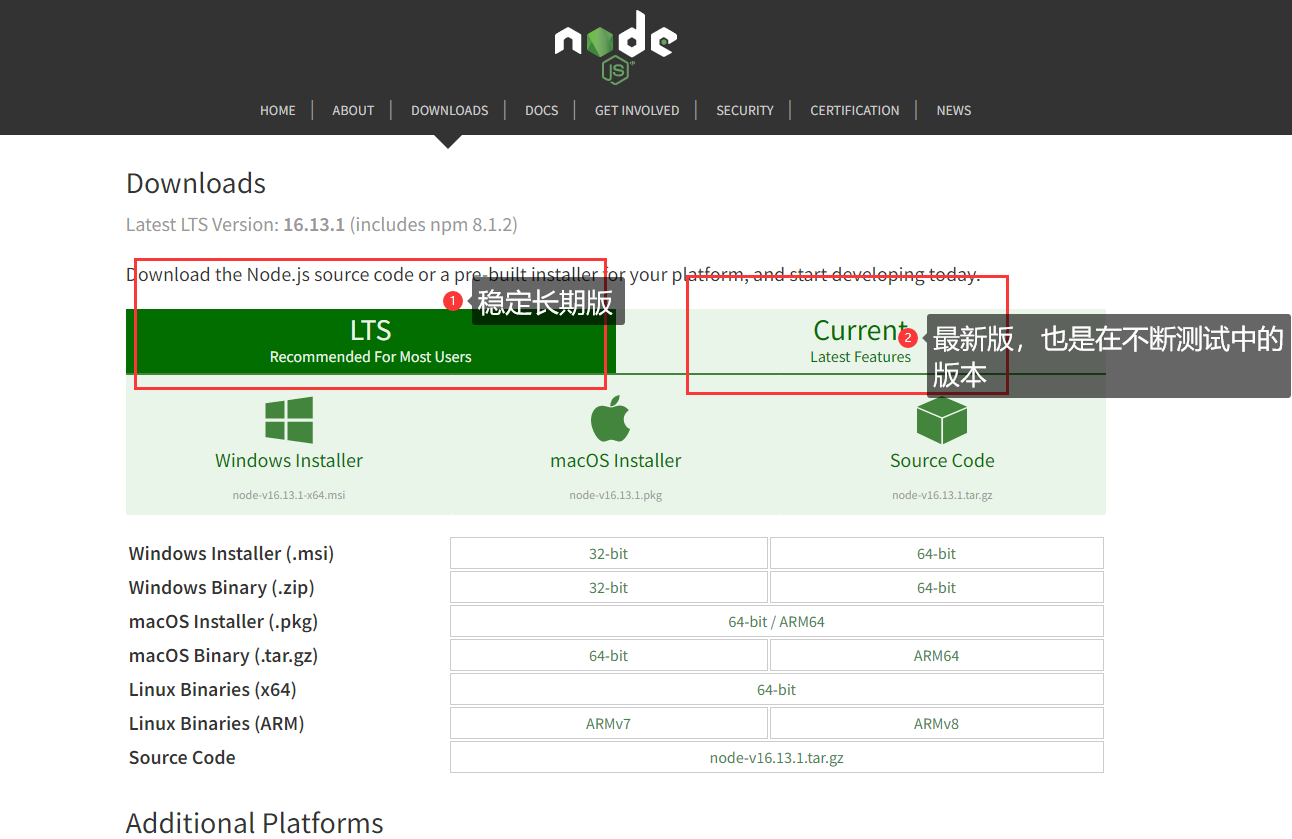 node
JS
HOME ABOUT DOWNLOADS DOCS GET INVOLVED SECURITY CERTIFICATION NEWS
Downloads
Latest LTS Version: 16.13.1 (includes npm 8.1.2)
Download the Node.js source code or a pre-built installer for your platform, and start developing today.
1 稳定长期版
LTS
Recommended For Most Users
Current
Latest Features
2 最新版，也是在不断测试中的
版本
Windows Installer macOS Installer Source Code
node-v16.13.1-x64.msi node-v16.13.1.pkg node-v16.13.1.tar.gz
Windows Installer (.msi) 32-bit 64-bit
Windows Binary (.zip) 32-bit 64-bit
macOS Installer (.pkg) 64-bit / ARM64
macOS Binary (.tar.gz) 64-bit ARM64
Linux Binaries (x64) 64-bit
Linux Binaries (ARM) ARMv7 ARMv8
Source Code node-v16.13.1.tar.gz
Additional Platforms